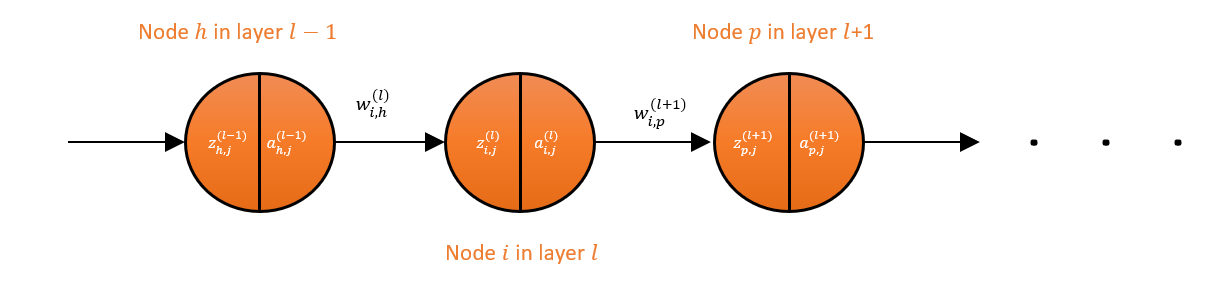 Node h in layer l − 1
Node p in layer l+1
w_{i,h}^{(l)}
w_{i,p}^{(l+1)}
z_{h,j}^{(l-1)} a_{h,j}^{(l-1)}
z_{i,j}^{(l)} a_{i,j}^{(l)}
z_{p,j}^{(l+1)} a_{p,j}^{(l+1)}
Node i in layer l